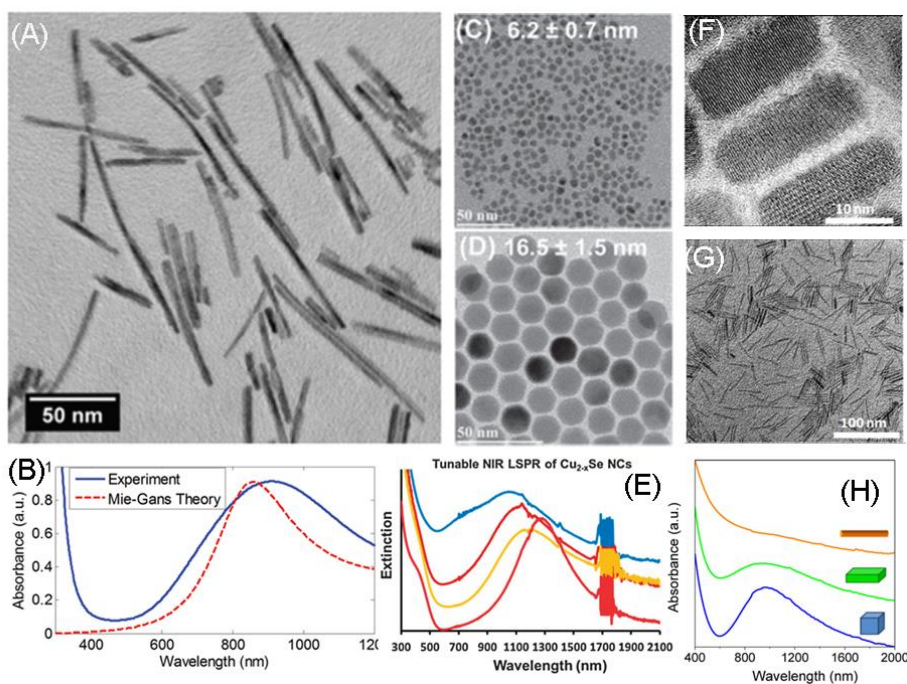 (A)
50 nm
(C) 6.2 ± 0.7 nm
50 nm
(D) 16.5 ± 1.5 nm
50 nm
(F)
10 nm
(G)
100 nm
(B)
Experiment
Mie-Gans Theory
Absorbance (a.u.)
1
0.8
0.6
0.4
0.2
0
400 600 800 1000 1200
Wavelength (nm)
Tunable NIR LSPR of Cu2-xSe NCs
(E)
Extinction
300 500 700 900 1100 1300 1500 1700 1900 2100
Wavelength (nm)
(H)
Absorbance (a.u.)
400 800 1200 1600 2000
Wavelength (nm)